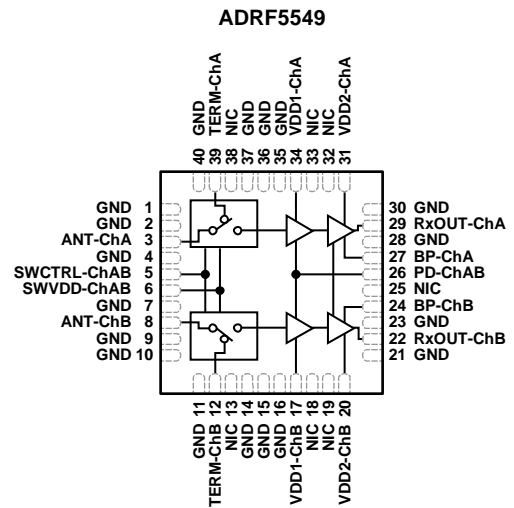 ADRF5549
40 GND
39 TERM-ChA
38 NIC
37 GND
36 GND
35 GND
34 VDD1-ChA
33 NIC
32 NIC
31 VDD2-ChA
GND 1
GND 2
ANT-ChA 3
GND 4
SWCTRL-ChAB 5
SWVDD-ChAB 6
GND 7
ANT-ChB 8
GND 9
GND 10
30 GND
29 RxOUT-ChA
28 GND
27 BP-ChA
26 PD-ChAB
25 NIC
24 BP-ChB
23 GND
22 RxOUT-ChB
21 GND
GND 11
TERM-ChB 12
NIC 13
GND 14
GND 15
GND 16
VDD1-ChB 17
NIC 18
NIC 19
VDD2-ChB 20